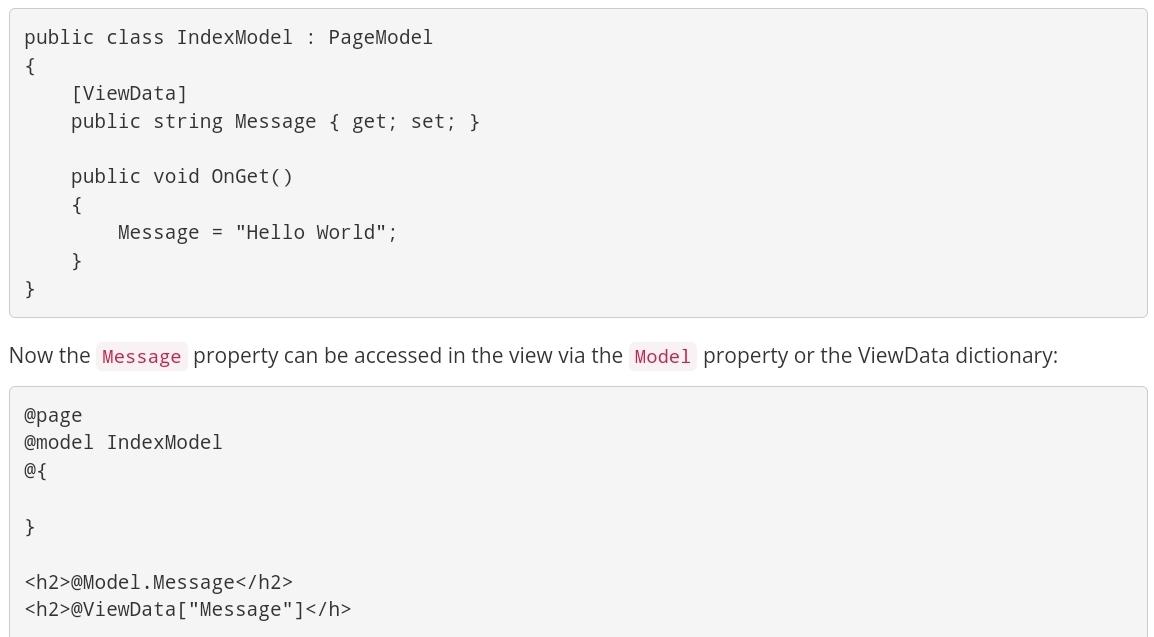 public class IndexModel : PageModel
{
    [ViewData]
    public string Message { get; set; }

    public void OnGet()
    {
        Message = "Hello World";
    }
}
Now the Message property can be accessed in the view via the Model property or the ViewData dictionary:
@page
@model IndexModel
@{

}

<h2>@Model.Message</h2>
<h2>@ViewData["Message"]</h>